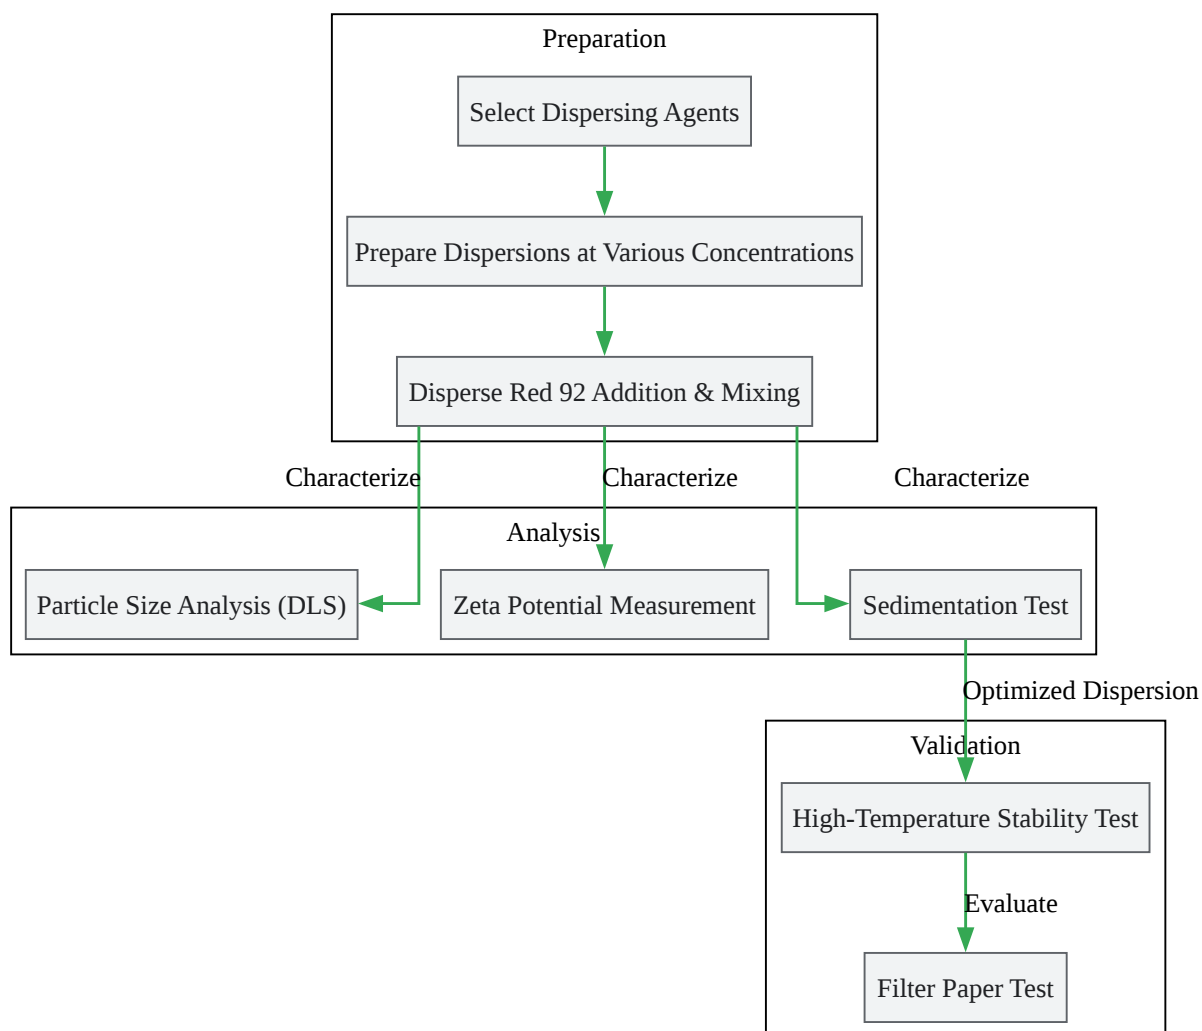 Preparation
Select Dispersing Agents
Prepare Dispersions at Various Concentrations
Disperse Red 92 Addition & Mixing
Characterize
Characterize
Characterize
Analysis
Particle Size Analysis (DLS)
Zeta Potential Measurement
Sedimentation Test
Optimized Dispersion
Validation
High-Temperature Stability Test
Evaluate
Filter Paper Test